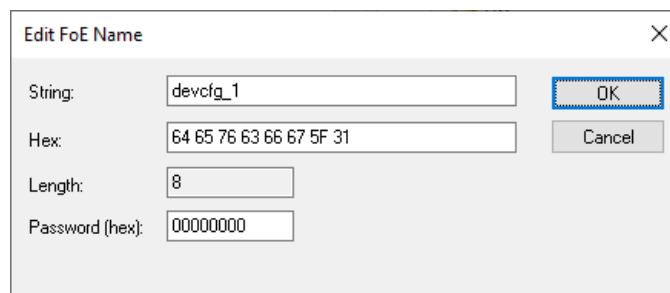 Edit FoE Name
String: devcfg_1 OK
Hex: 64 65 76 63 66 67 5F 31 Cancel
Length: 8
Password (hex): 00000000